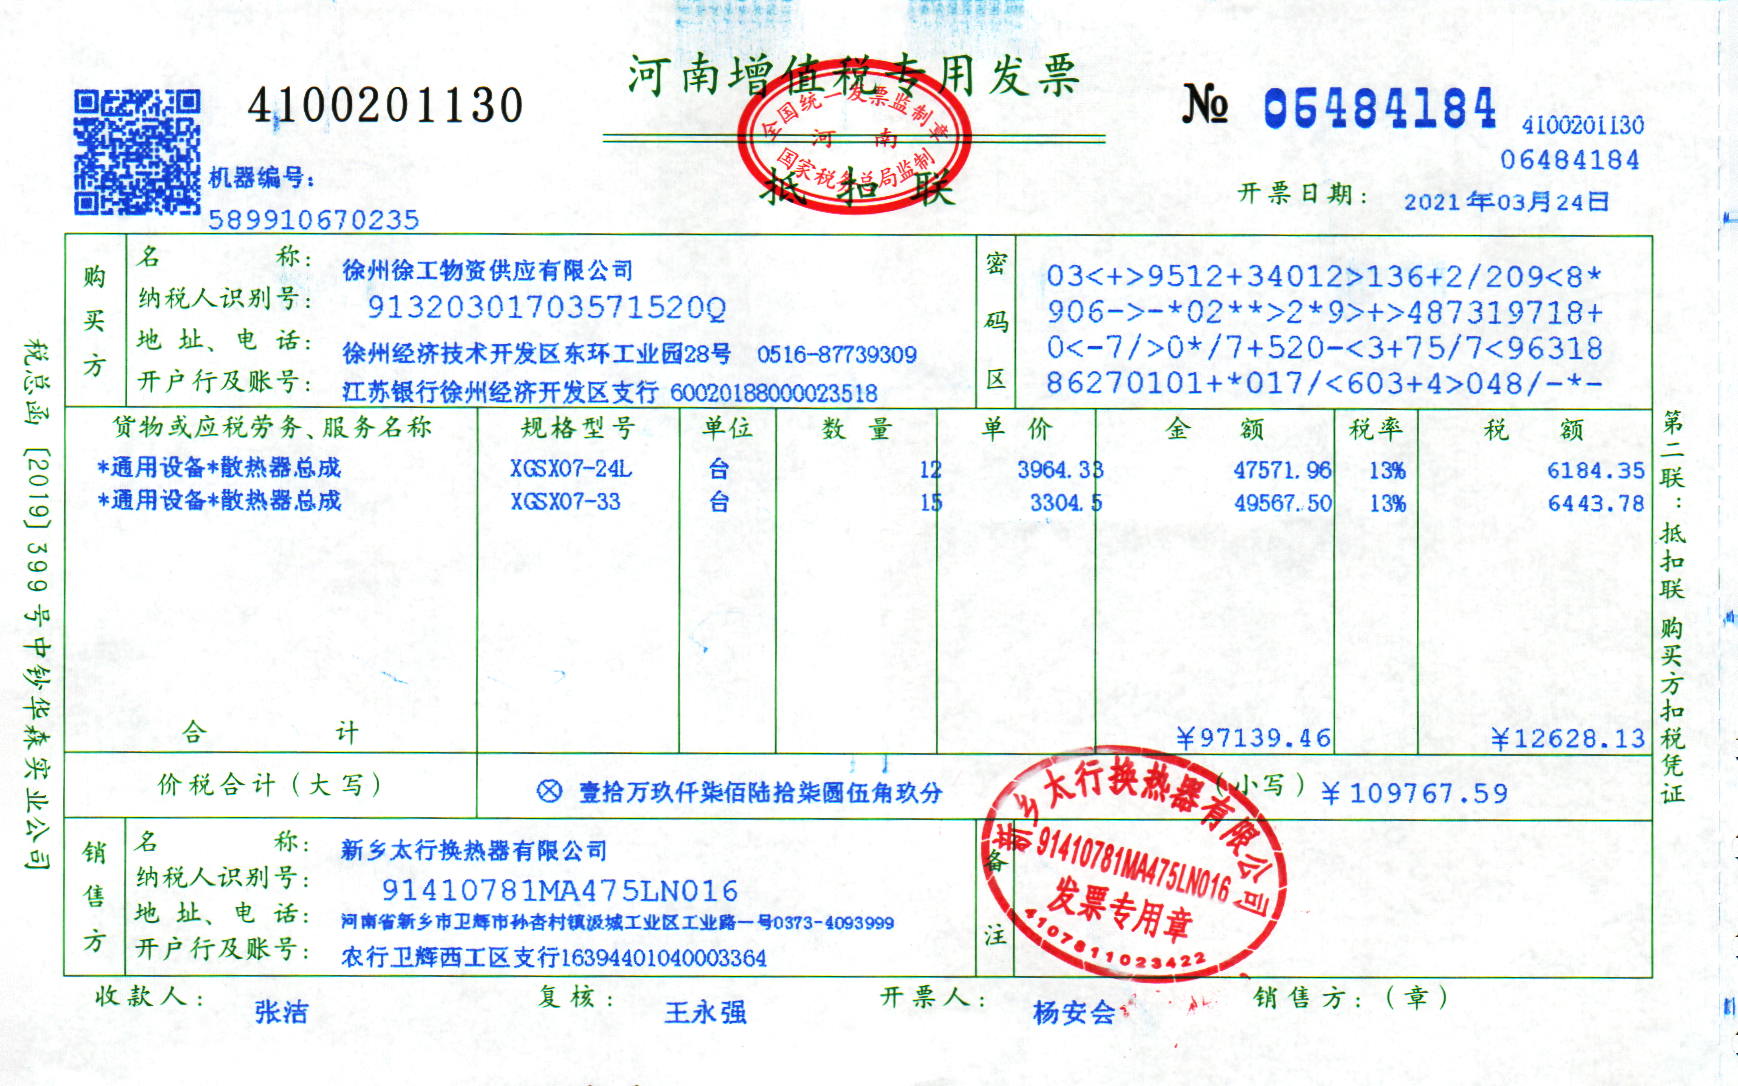 河南增值税专用发票
4100201130
№ 06484184
4100201130
06484184
全国统一发票监制章
河南
国家税务总局监制
抵扣联
机器编号:
589910670235
开票日期: 2021年03月24日
购买方
名称: 徐州徐工物资供应有限公司
纳税人识别号: 91320301703571520Q
地址、电话: 徐州经济技术开发区东环工业园28号 0516-87739309
开户行及账号: 江苏银行徐州经济开发区支行 60020188000023518
密码区
03<+>9512+34012>136+2/209<8*
906->-*02**>2*9>+>487319718+
0<-7/>0*/7+520-<3+75/7<96318
86270101+*017/<603+4>048/-*-
货物或应税劳务、服务名称 规格型号 单位 数量 单价 金额 税率 税额
*通用设备*散热器总成 XGSX07-24L 台 12 3964.33 47571.96 13% 6184.35
*通用设备*散热器总成 XGSX07-33 台 15 3304.5 49567.50 13% 6443.78
合计 ¥97139.46 ¥12628.13
价税合计(大写) ⊗ 壹拾万玖仟柒佰陆拾柒圆伍角玖分 (小写) ¥109767.59
销售方
名称: 新乡太行换热器有限公司
纳税人识别号: 91410781MA475LN016
地址、电话: 河南省新乡市卫辉市孙杏村镇汲城工业区工业路一号0373-4093999
开户行及账号: 农行卫辉西工区支行16394401040003364
备注
新乡太行换热器有限公司
91410781MA475LN016
发票专用章
4107811023422
收款人: 张洁 复核: 王永强 开票人: 杨安会 销售方:(章)
税总函[2019]399号中钞华森实业公司
第二联:抵扣联 购买方扣税凭证